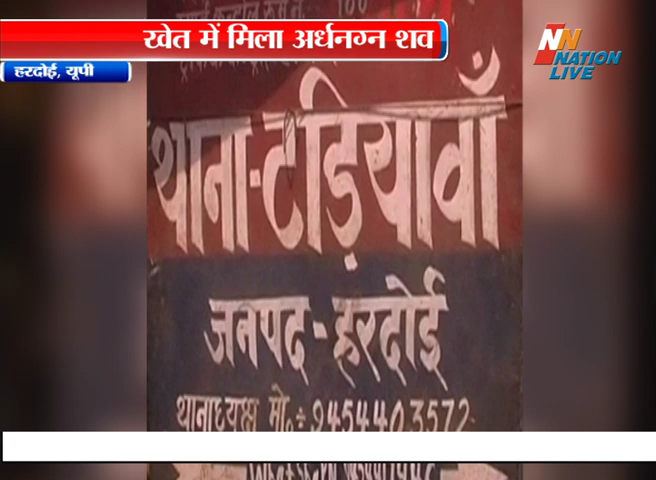 खेत में मिला अर्धनग्न शव
NN
NATION
LIVE
हरदोई, यूपी
थाना-टड़ियावाँ
जनपद-हरदोई
थानाध्यक्ष मो०÷9454403572